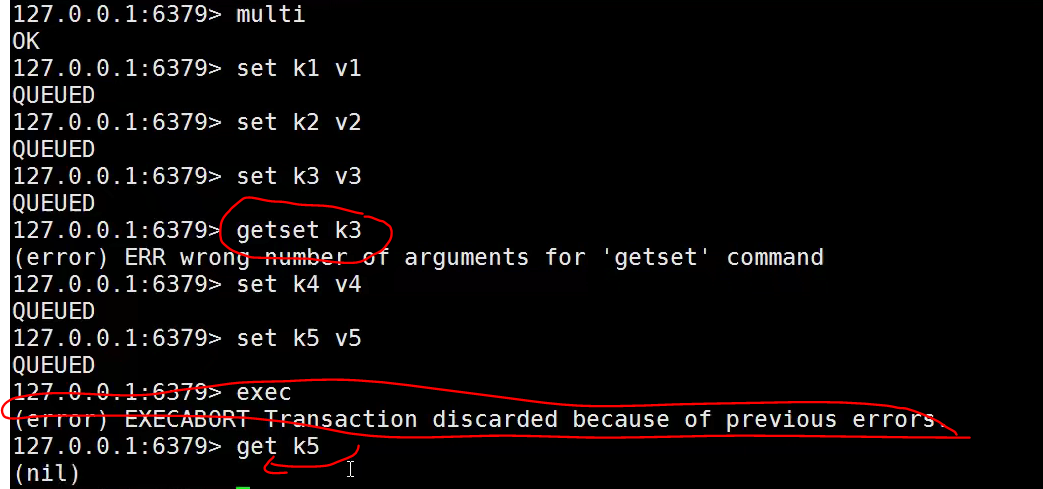 127.0.0.1:6379> multi
OK
127.0.0.1:6379> set k1 v1
QUEUED
127.0.0.1:6379> set k2 v2
QUEUED
127.0.0.1:6379> set k3 v3
QUEUED
127.0.0.1:6379> getset k3
(error) ERR wrong number of arguments for 'getset' command
127.0.0.1:6379> set k4 v4
QUEUED
127.0.0.1:6379> set k5 v5
QUEUED
127.0.0.1:6379> exec
(error) EXECABORT Transaction discarded because of previous errors.
127.0.0.1:6379> get k5
(nil)